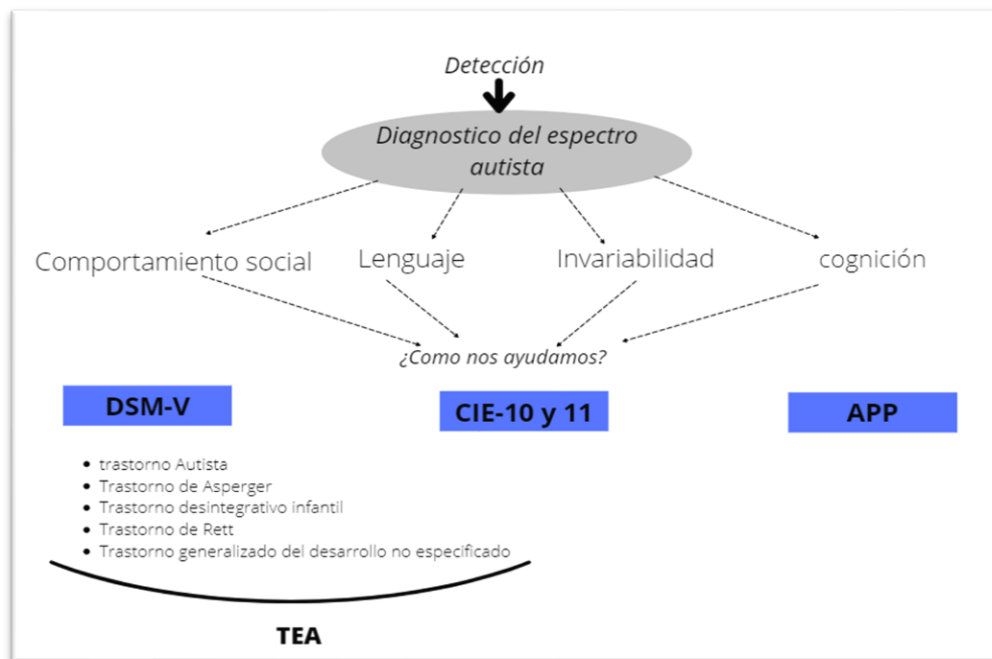 Detección
Diagnostico del espectro
autista
Comportamiento social
Lenguaje
Invariabilidad
cognición
¿Como nos ayudamos?
DSM-V
CIE-10 y 11
APP
• trastorno Autista
• Trastorno de Asperger
• Trastorno desintegrativo infantil
• Trastorno de Rett
• Trastorno generalizado del desarrollo no especificado
TEA